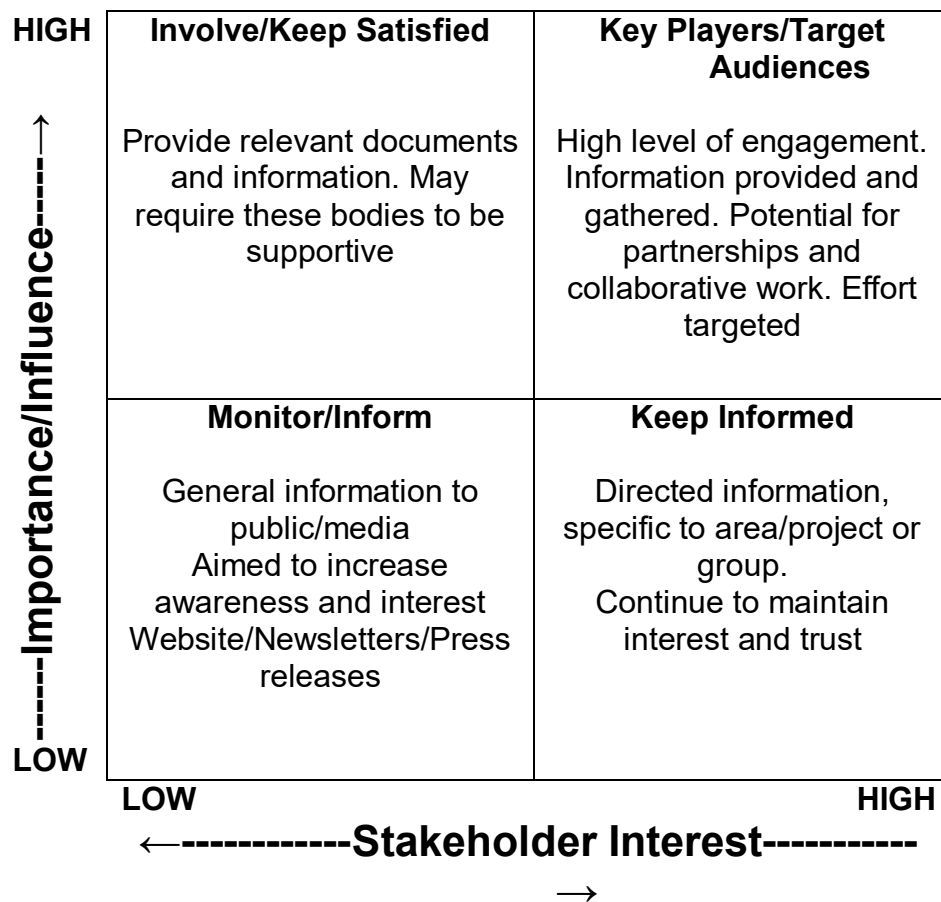 HIGH
Involve/Keep Satisfied
Provide relevant documents
and information. May
require these bodies to be
supportive
Key Players/Target
Audiences
High level of engagement.
Information provided and
gathered. Potential for
partnerships and
collaborative work. Effort
targeted
------Importance/Influence------→
Monitor/Inform
General information to
public/media
Aimed to increase
awareness and interest
Website/Newsletters/Press
releases
Keep Informed
Directed information,
specific to area/project or
group.
Continue to maintain
interest and trust
LOW
LOW
HIGH
←------------Stakeholder Interest-----------
→